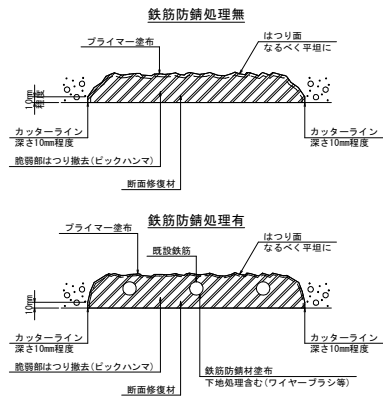 鉄筋防錆処理無
プライマー塗布
はつり面
なるべく平坦に
10mm
程度
カッターライン
深さ10mm程度
カッターライン
深さ10mm程度
脆弱部はつり撤去(ピックハンマ)
断面修復材
鉄筋防錆処理有
プライマー塗布
既設鉄筋
はつり面
なるべく平坦に
10mm
カッターライン
深さ10mm程度
カッターライン
深さ10mm程度
脆弱部はつり撤去(ピックハンマ)
鉄筋防錆材塗布
下地処理含む(ワイヤーブラシ等)
断面修復材